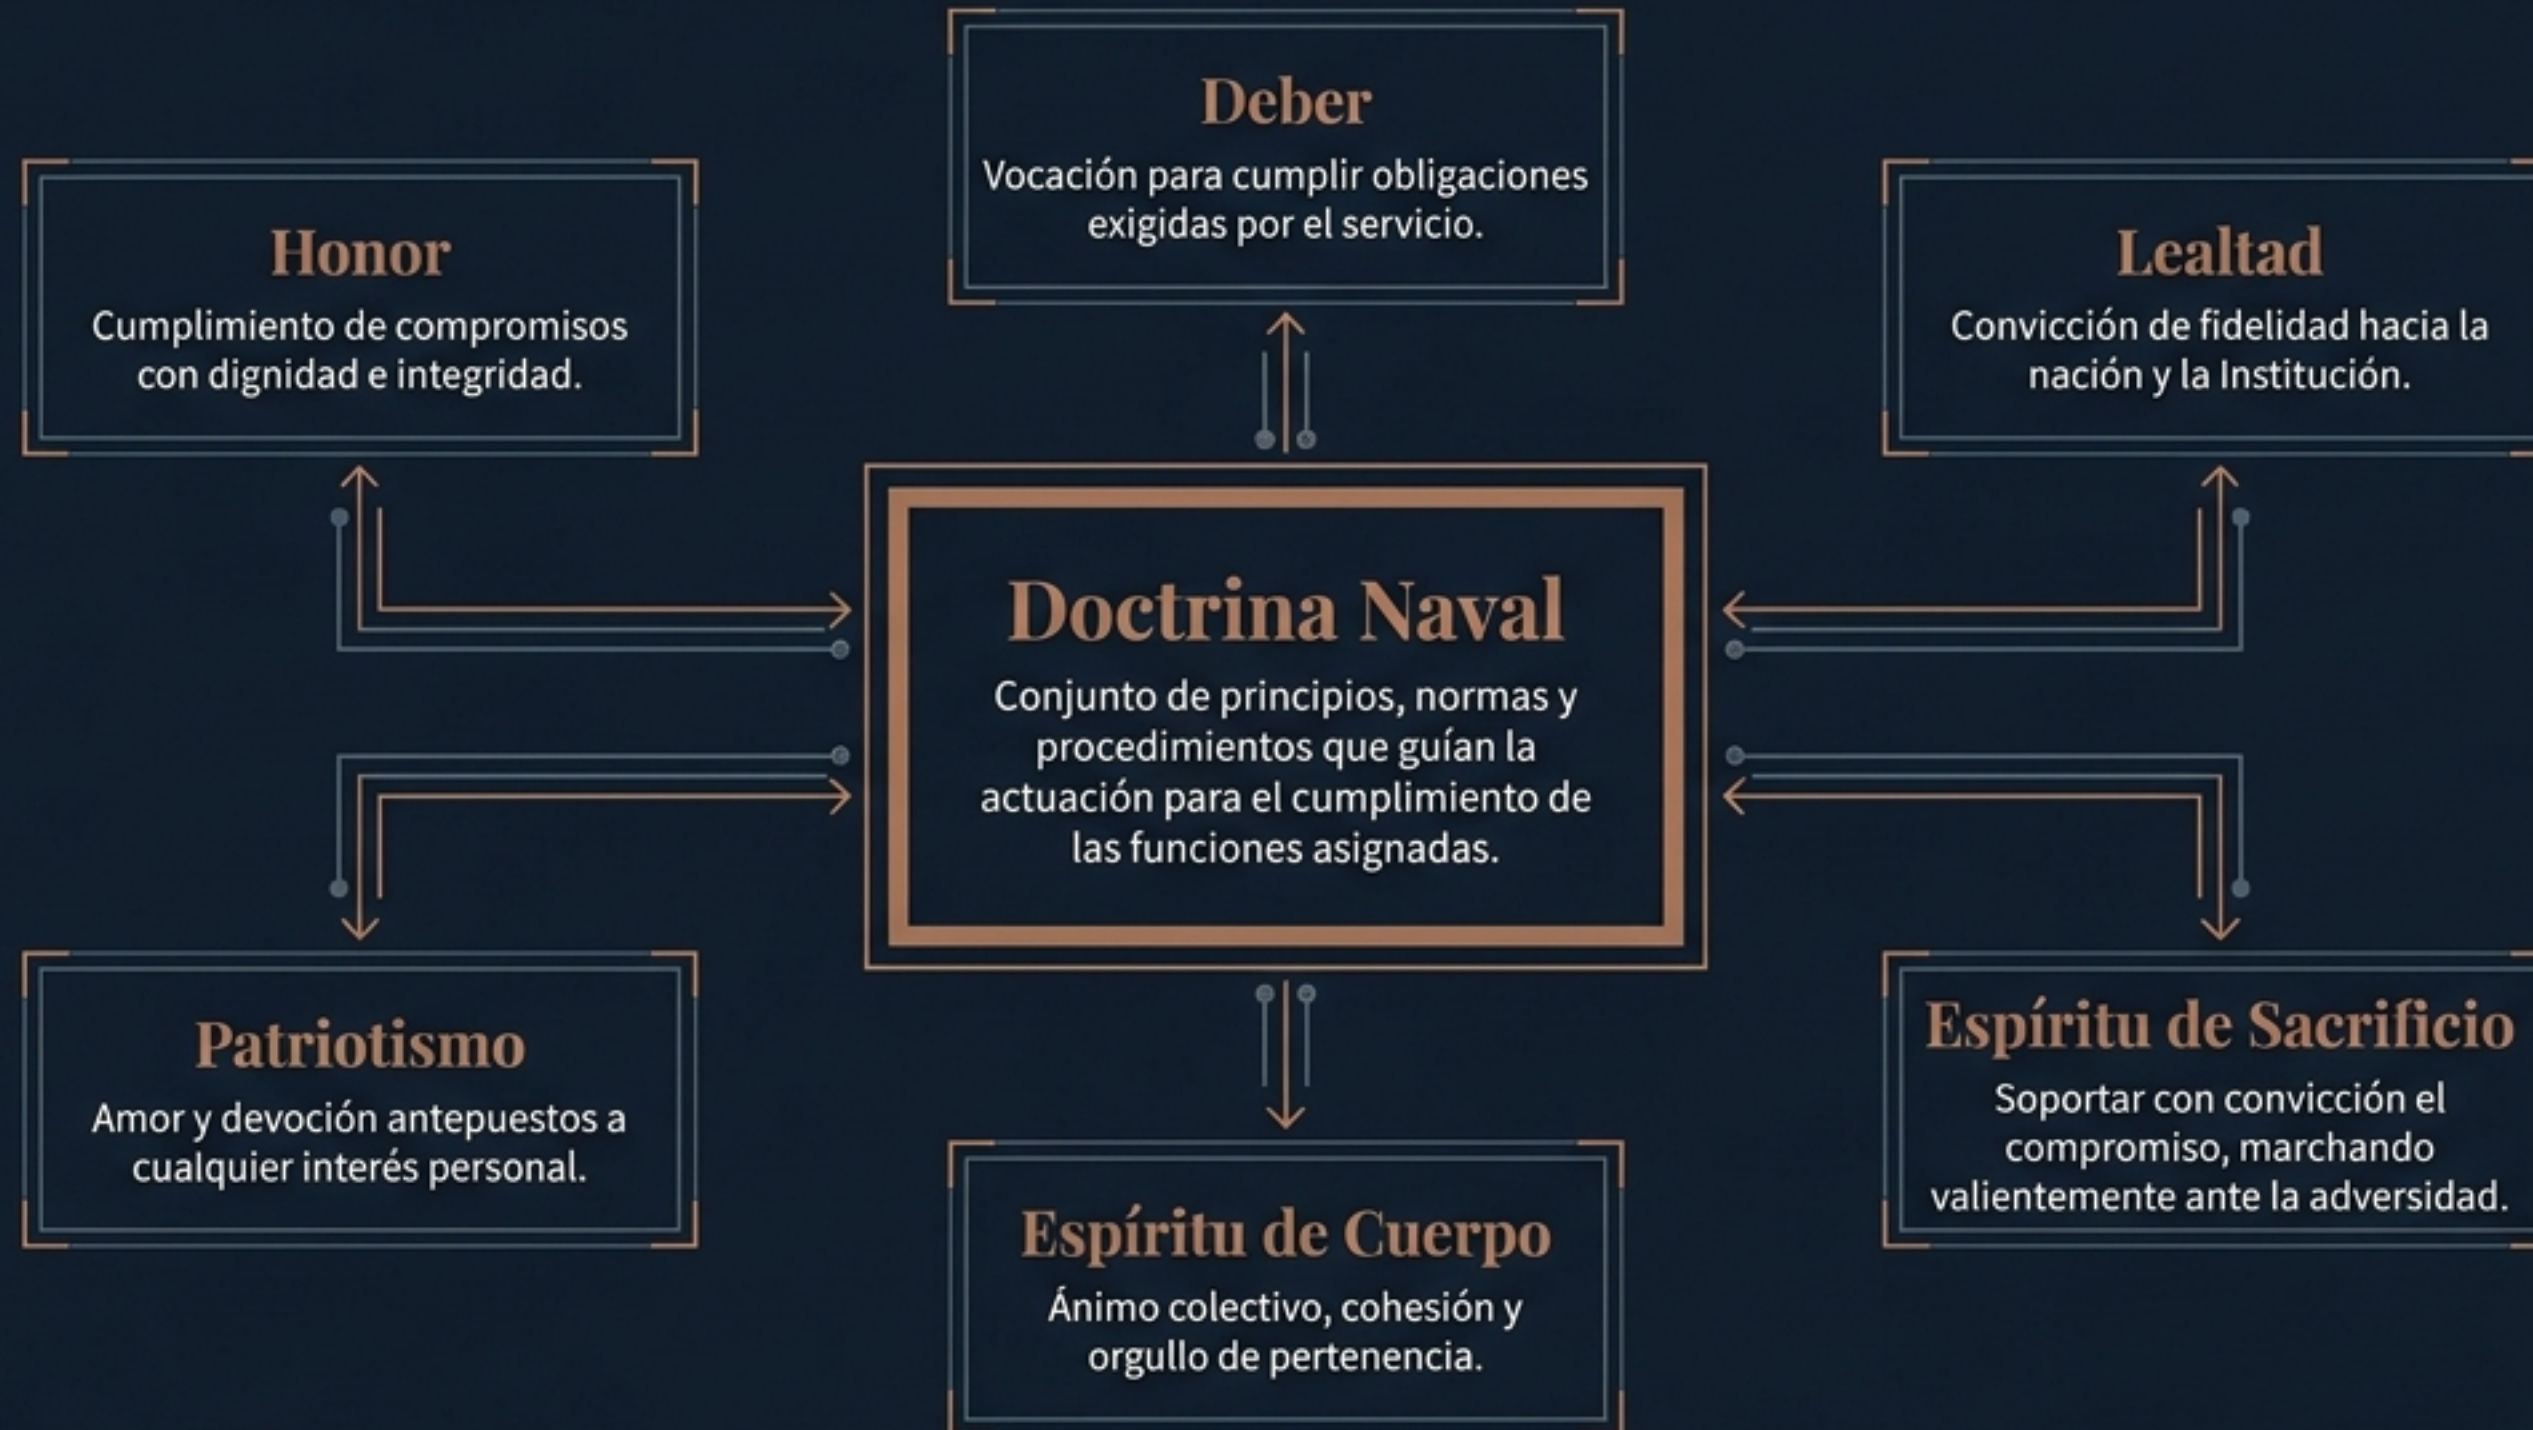 Deber
Vocación para cumplir obligaciones
exigidas por el servicio.
Honor
Cumplimiento de compromisos
con dignidad e integridad.
Lealtad
Convicción de fidelidad hacia la
nación y la Institución.
Doctrina Naval
Conjunto de principios, normas y
procedimientos que guían la
actuación para el cumplimiento de
las funciones asignadas.
Patriotismo
Amor y devoción antepuestos a
cualquier interés personal.
Espíritu de Sacrificio
Soportar con convicción el
compromiso, marchando
valientemente ante la adversidad.
Espíritu de Cuerpo
Ánimo colectivo, cohesión y
orgullo de pertenencia.